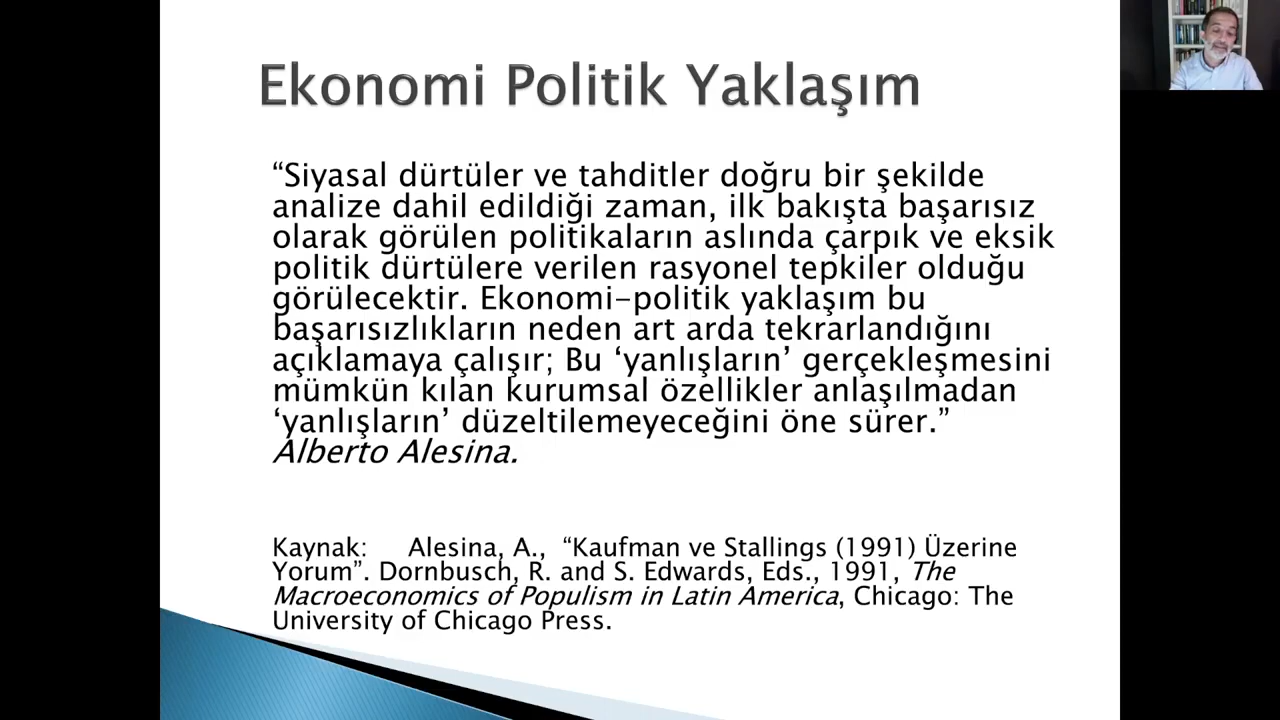 Ekonomi Politik Yaklaşım
“Siyasal dürtüler ve tahditler doğru bir şekilde
analize dahil edildiği zaman, ilk bakışta başarısız
olarak görülen politikaların aslında çarpık ve eksik
politik dürtülere verilen rasyonel tepkiler olduğu
görülecektir. Ekonomi-politik yaklaşım bu
başarısızlıkların neden art arda tekrarlandığını
açıklamaya çalışır; Bu ‘yanlışların’ gerçekleşmesini
mümkün kılan kurumsal özellikler anlaşılmadan
‘yanlışların’ düzeltilemeyeceğini öne sürer.”
Alberto Alesina.
Kaynak: Alesina, A., “Kaufman ve Stallings (1991) Üzerine
Yorum”. Dornbusch, R. and S. Edwards, Eds., 1991, The
Macroeconomics of Populism in Latin America, Chicago: The
University of Chicago Press.